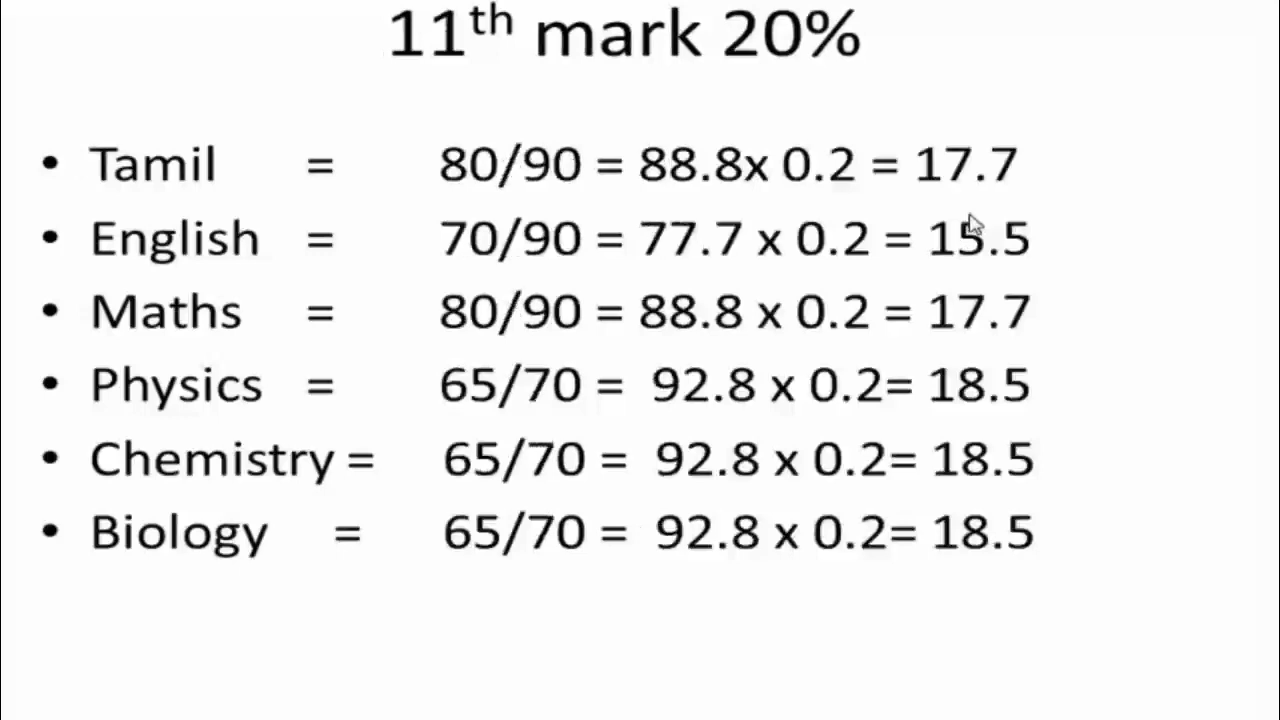 11th mark 20%
• Tamil = 80/90 = 88.8x 0.2 = 17.7
• English = 70/90 = 77.7 x 0.2 = 15.5
• Maths = 80/90 = 88.8 x 0.2 = 17.7
• Physics = 65/70 = 92.8 x 0.2= 18.5
• Chemistry = 65/70 = 92.8 x 0.2= 18.5
• Biology = 65/70 = 92.8 x 0.2= 18.5